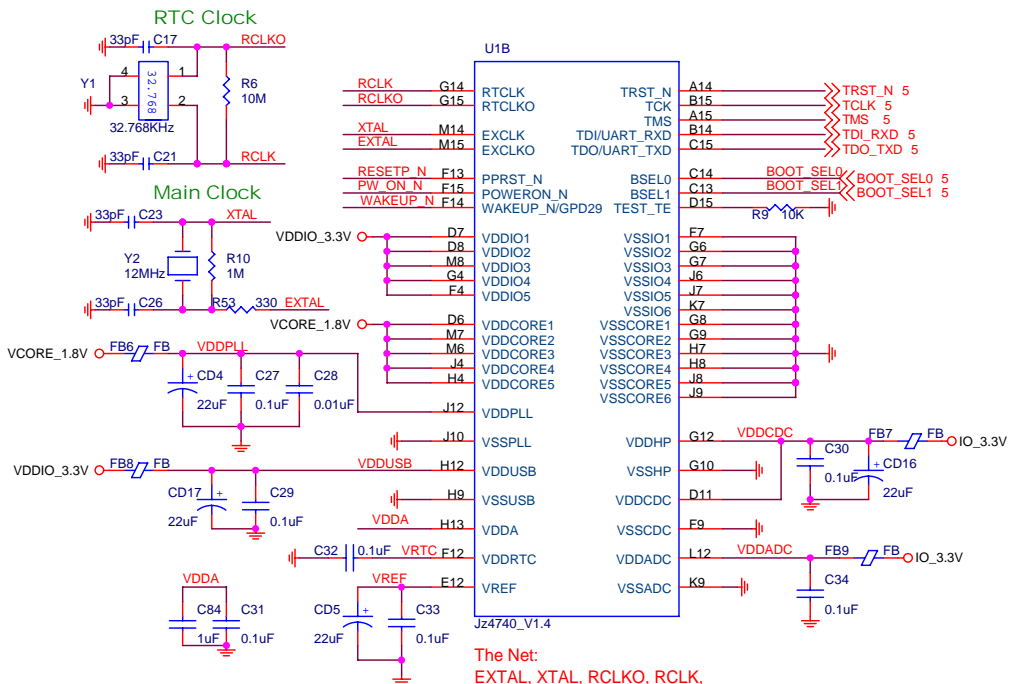 RTC Clock
33pF C17 RCLKO
4 1
Y1 32.768 R6
10M
3 2
32.768KHz
33pF C21 RCLK
Main Clock
33pF C23 XTAL
Y2
12MHz
R10
1M
33pF C26 R53 330 EXTAL
VCORE_1.8V FB6 FB VDDPLL
CD4 C27 C28
22uF 0.1uF 0.01uF
VDDIO_3.3V FB8 FB VDDUSB
CD17 C29
22uF 0.1uF
VDDA
C32 0.1uF VRTC
VDDA
C84 C31
1uF 0.1uF
VREF
CD5 C33
22uF 0.1uF
U1B
RCLK G14 RTCLK
RCLKO G15 RTCLKO
XTAL M14 EXCLK
EXTAL M15 EXCLKO
RESETP_N F13 PPRST_N
PW_ON_N F15 POWERON_N
WAKEUP_N F14 WAKEUP_N/GPD29
VDDIO_3.3V D7 VDDIO1
D8 VDDIO2
M8 VDDIO3
G4 VDDIO4
F4 VDDIO5
VCORE_1.8V D6 VDDCORE1
M7 VDDCORE2
M6 VDDCORE3
J4 VDDCORE4
H4 VDDCORE5
J12 VDDPLL
J10 VSSPLL
H12 VDDUSB
H9 VSSUSB
H13 VDDA
F12 VDDRTC
E12 VREF
TRST_N A14 TRST_N 5
TCK B15 TCLK 5
TMS A15 TMS 5
TDI/UART_RXD B14 TDI_RXD 5
TDO/UART_TXD C15 TDO_TXD 5
BSEL0 C14 BOOT_SEL0 BOOT_SEL0 5
BSEL1 C13 BOOT_SEL1 BOOT_SEL1 5
TEST_TE D15 R9 10K
VSSIO1 F7
VSSIO2 G6
VSSIO3 G7
VSSIO4 J6
VSSIO5 J7
VSSIO6 K7
VSSCORE1 G8
VSSCORE2 G9
VSSCORE3 H7
VSSCORE4 H8
VSSCORE5 J8
VSSCORE6 J9
VDDHP G12 VDDCDC FB7 FB IO_3.3V
VSSHP G10
C30 CD16
0.1uF 22uF
VDDCDC D11
VSSCDC F9
VDDADC L12 VDDADC FB9 FB IO_3.3V
VSSADC K9
C34
0.1uF
Jz4740_V1.4
The Net:
EXTAL, XTAL, RCLKO, RCLK,